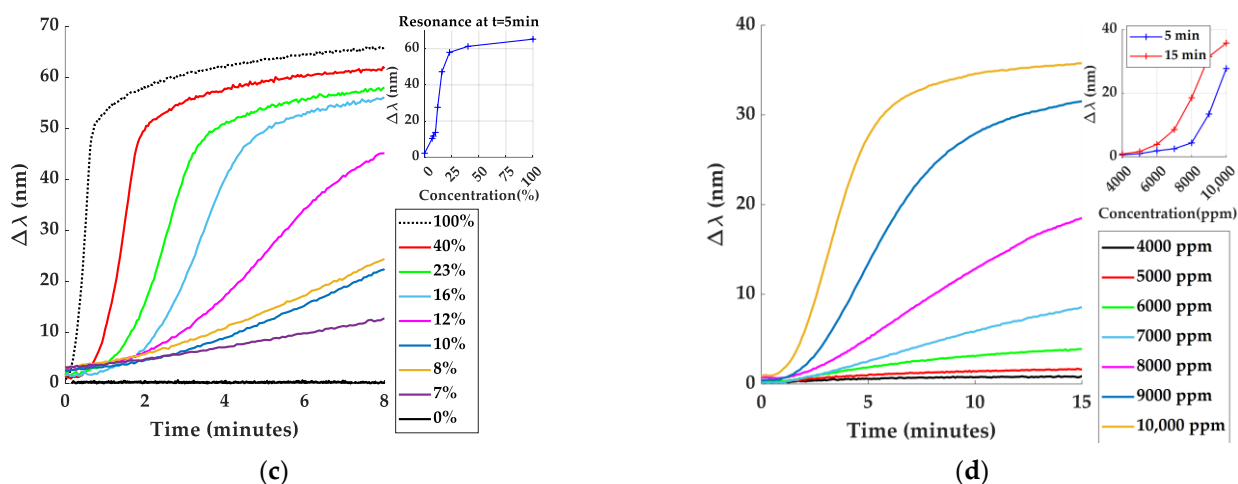 70
60
50
40
30
20
10
0
Δ λ (nm)
0
2
4
6
8
Time (minutes)
Resonance at t=5min
60
40
20
0
Δ λ (nm)
0
25
50
75
100
Concentration(%)
100%
40%
23%
16%
12%
10%
8%
7%
0%
(c)
40
30
20
10
0
Δ λ (nm)
0
5
10
15
Time (minutes)
5 min
15 min
40
20
0
Δ λ (nm)
4000
6000
8000
10,000
Concentration(ppm)
4000 ppm
5000 ppm
6000 ppm
7000 ppm
8000 ppm
9000 ppm
10,000 ppm
(d)